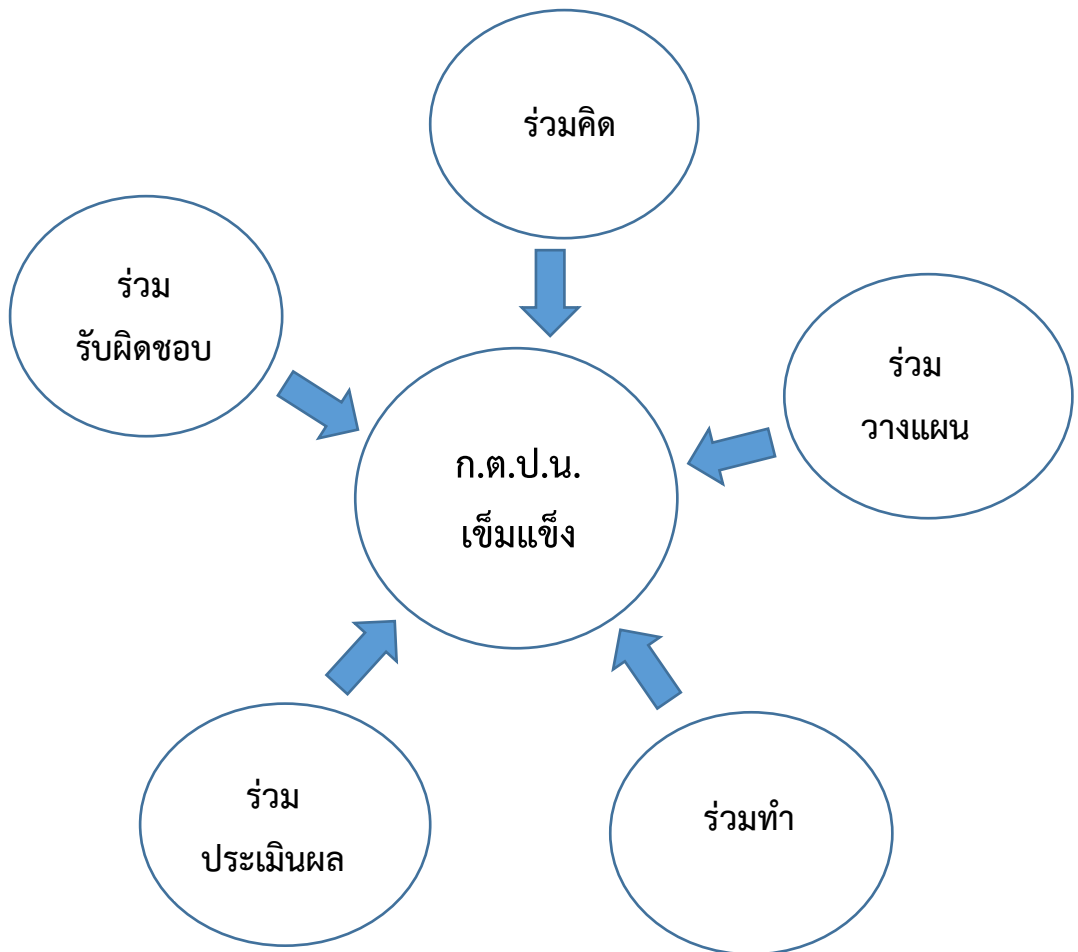 ร่วมคิด
ร่วม
รับผิดชอบ
ร่วม
วางแผน
ก.ต.ป.น.
เข็มแข็ง
ร่วม
ประเมินผล
ร่วมทำ